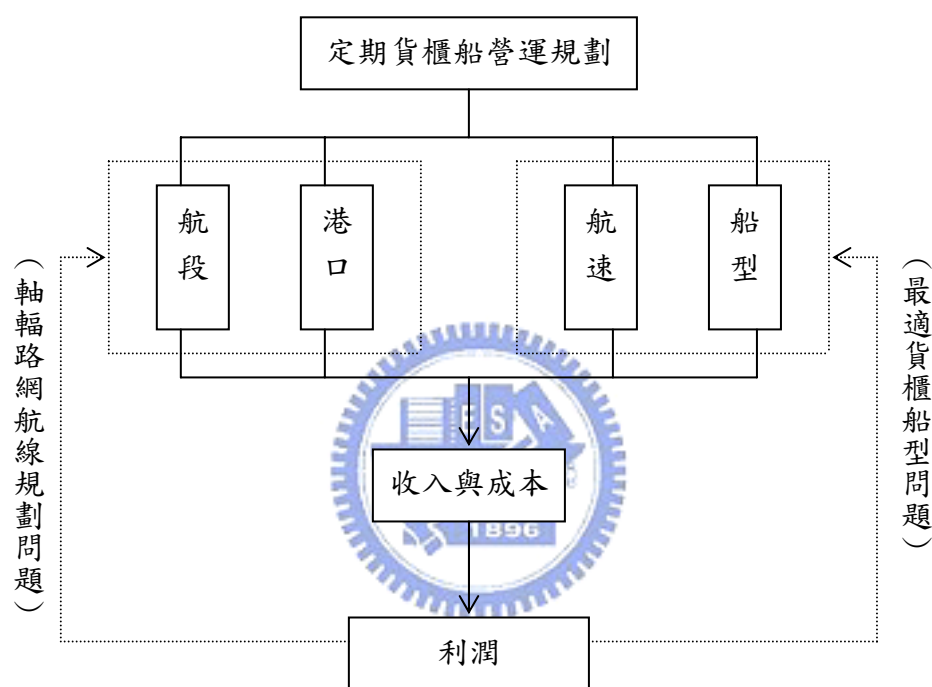 定期貨櫃船營運規劃
航段
港口
航速
船型
（軸輻路網航線規劃問題）
（最適貨櫃船型問題）
E S A
收入與成本
1896
利潤